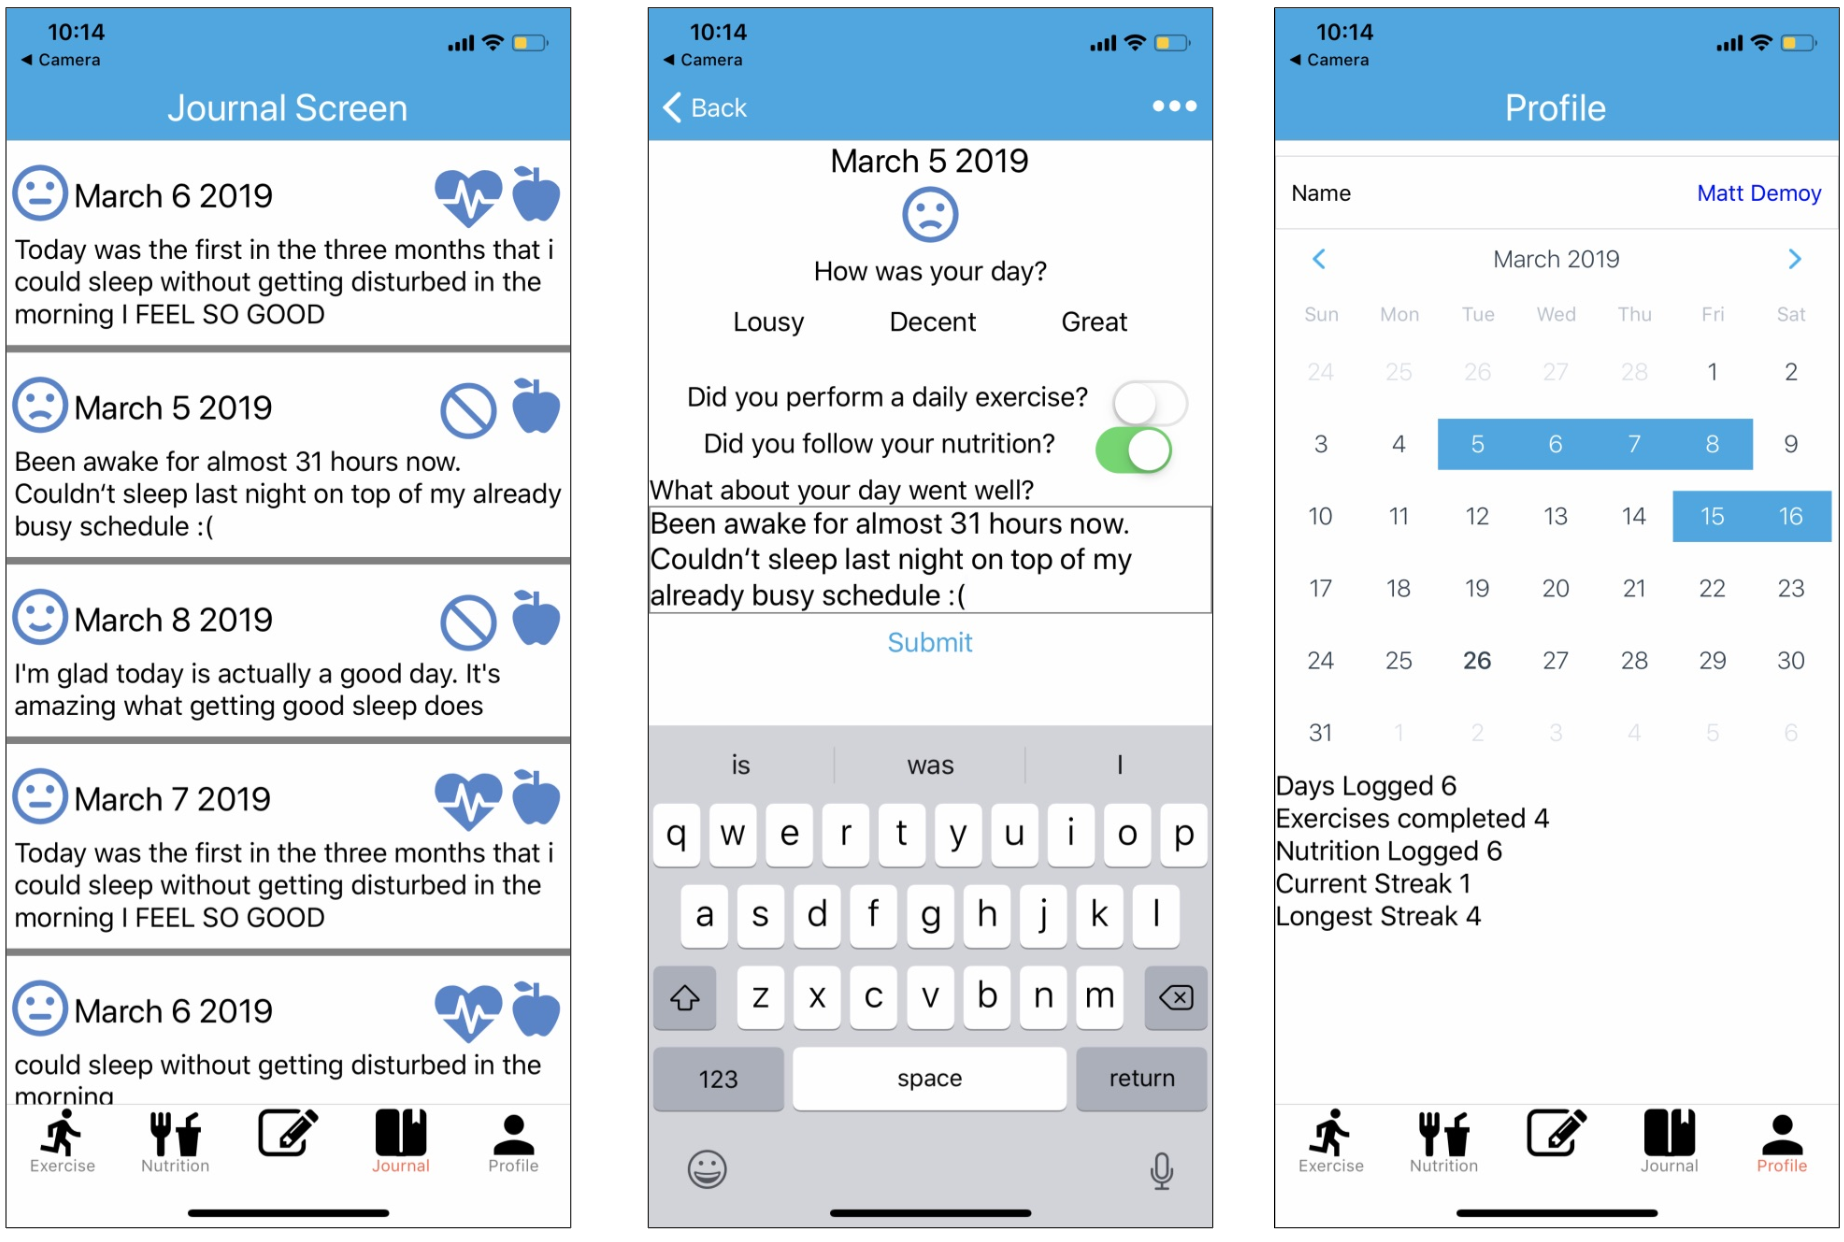 10:14
◀ Camera
Journal Screen
March 6 2019
Today was the first in the three months that i
could sleep without getting disturbed in the
morning I FEEL SO GOOD
March 5 2019
Been awake for almost 31 hours now.
Couldn't sleep last night on top of my already
busy schedule :(
March 8 2019
I'm glad today is actually a good day. It's
amazing what getting good sleep does
March 7 2019
Today was the first in the three months that i
could sleep without getting disturbed in the
morning I FEEL SO GOOD
March 6 2019
could sleep without getting disturbed in the
morning
Exercise Nutrition Journal Profile
10:14
◀ Camera
Back
March 5 2019
How was your day?
Lousy Decent Great
Did you perform a daily exercise?
Did you follow your nutrition?
What about your day went well?
Been awake for almost 31 hours now.
Couldn't sleep last night on top of my
already busy schedule :(
Submit
is was I
q w e r t y u i o p
a s d f g h j k l
z x c v b n m
123 space return
10:14
◀ Camera
Profile
Name Matt Demoy
March 2019
Sun Mon Tue Wed Thu Fri Sat
24 25 26 27 28 1 2
3 4 5 6 7 8 9
10 11 12 13 14 15 16
17 18 19 20 21 22 23
24 25 26 27 28 29 30
31 1 2 3 4 5 6
Days Logged 6
Exercises completed 4
Nutrition Logged 6
Current Streak 1
Longest Streak 4
Exercise Nutrition Journal Profile